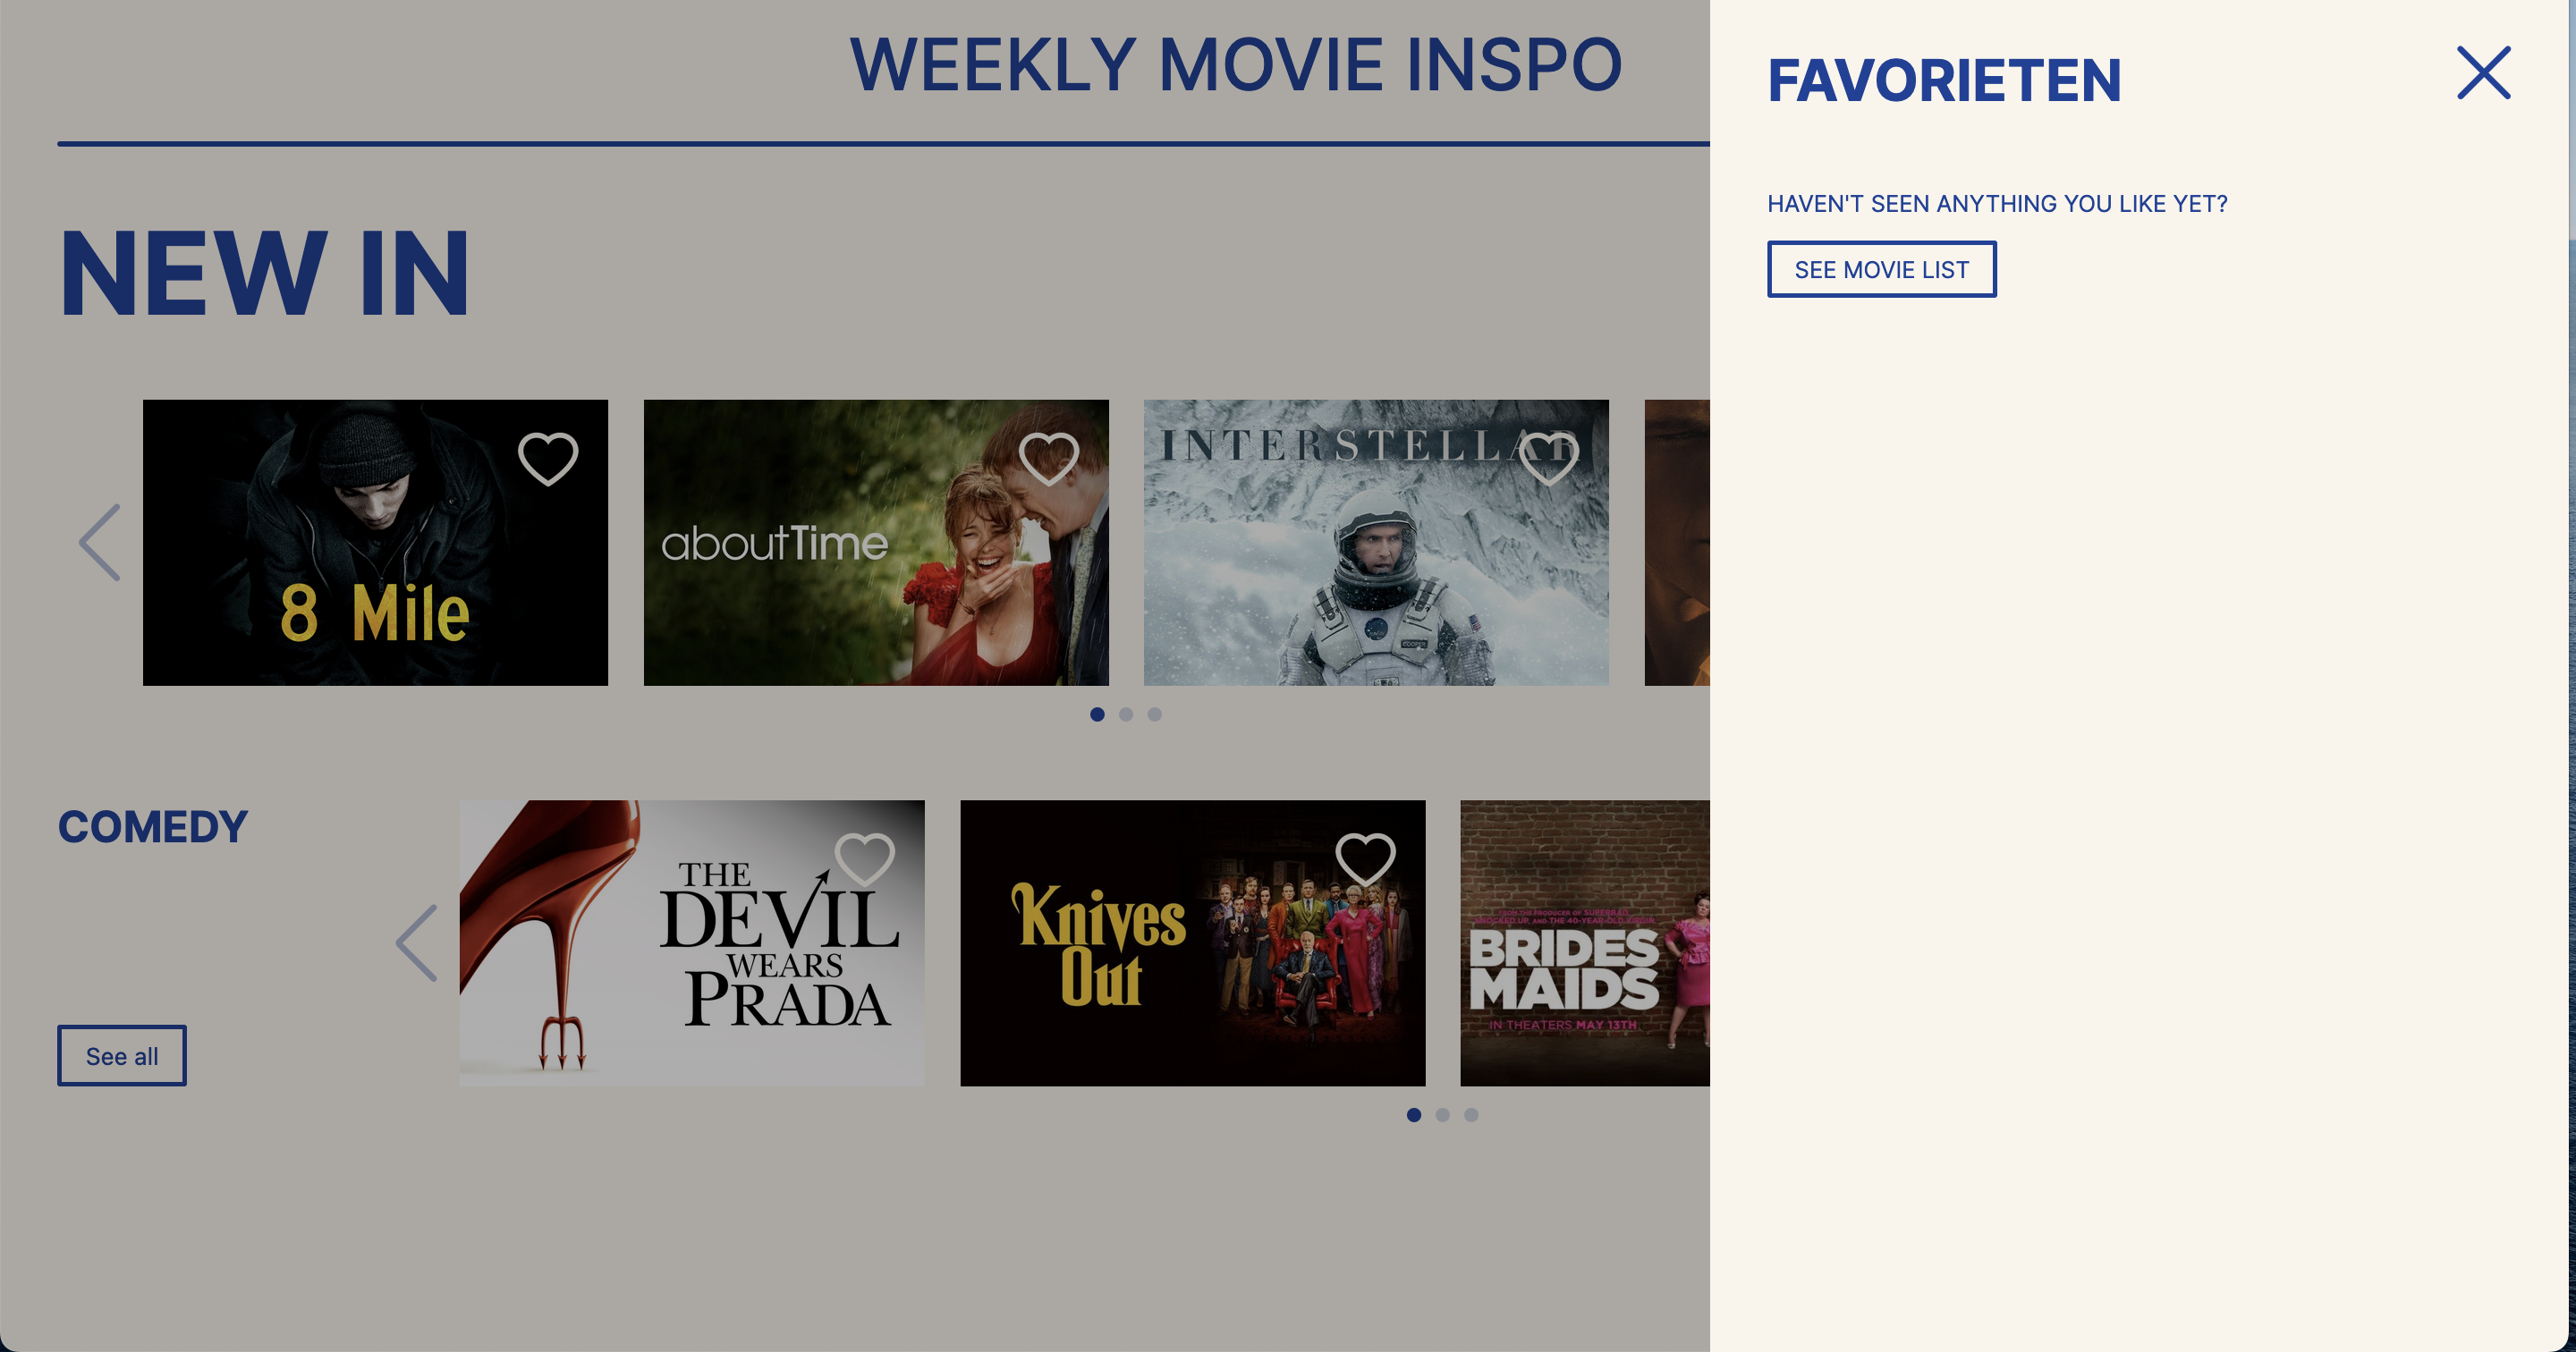 WEEKLY MOVIE INSPO
FAVORIETEN
HAVEN'T SEEN ANYTHING YOU LIKE YET?
SEE MOVIE LIST
NEW IN
8 Mile
aboutTime
INTERSTELLAR
COMEDY
See all
THE
DEVIL
WEARS
PRADA
Knives
Out
FROM THE PRODUCER OF SUPERBAD,
KNOCKED UP, AND THE 40-YEAR-OLD VIRGIN
BRIDES
MAIDS
IN THEATERS MAY 13TH